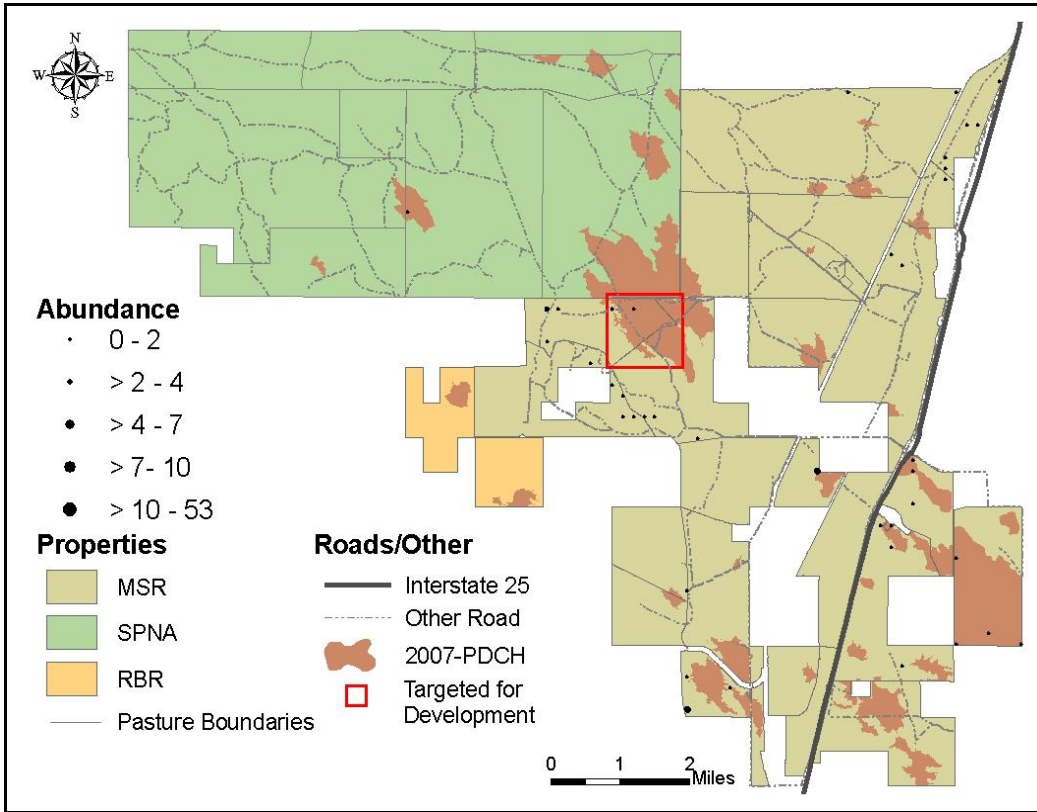 N
W E
S
Abundance
0 - 2
> 2 - 4
> 4 - 7
> 7- 10
> 10 - 53
Properties
MSR
SPNA
RBR
Pasture Boundaries
Roads/Other
Interstate 25
Other Road
2007-PDCH
Targeted for
Development
0 1 2
Miles